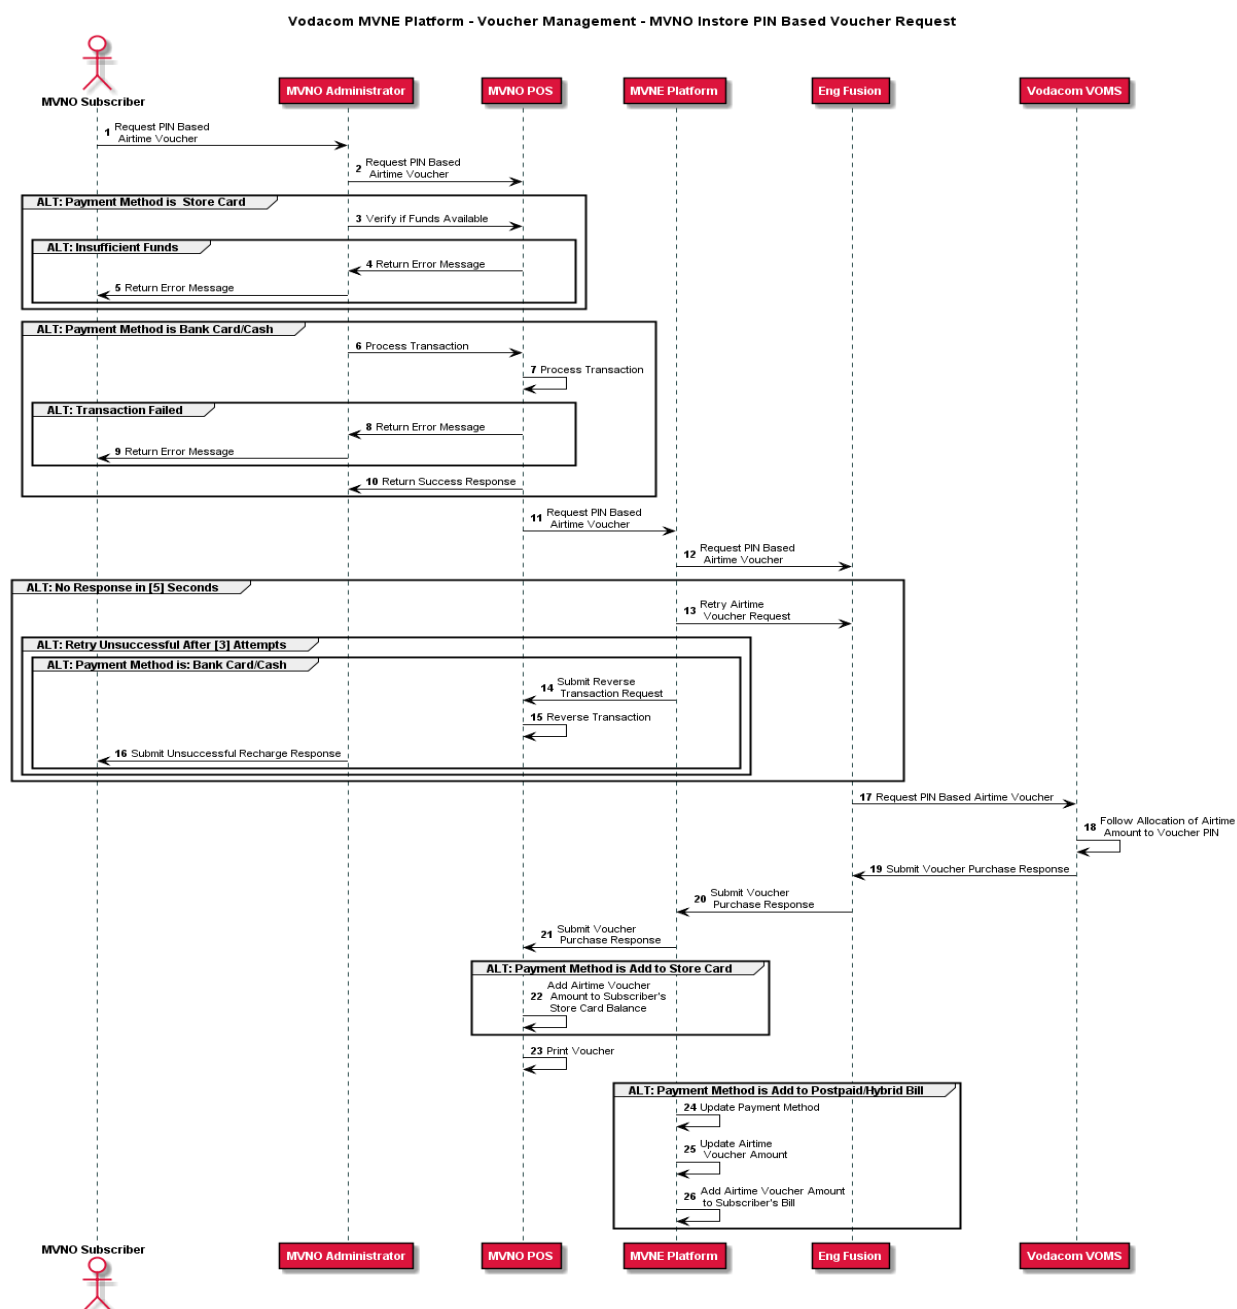 Vodacom MVNE Platform - Voucher Management - MVNO Instore PIN Based Voucher Request
MVNO Subscriber
MVNO Administrator
MVNO POS
MVNE Platform
Eng Fusion
Vodacom VOMS
1 Request PIN Based
Airtime Voucher
2 Request PIN Based
Airtime Voucher
ALT: Payment Method is Store Card
3 Verify if Funds Available
ALT: Insufficient Funds
4 Return Error Message
5 Return Error Message
ALT: Payment Method is Bank Card/Cash
6 Process Transaction
7 Process Transaction
ALT: Transaction Failed
8 Return Error Message
9 Return Error Message
10 Return Success Response
11 Request PIN Based
Airtime Voucher
12 Request PIN Based
Airtime Voucher
ALT: No Response in [5] Seconds
13 Retry Airtime
Voucher Request
ALT: Retry Unsuccessful After [3] Attempts
ALT: Payment Method is: Bank Card/Cash
14 Submit Reverse
Transaction Request
15 Reverse Transaction
16 Submit Unsuccessful Recharge Response
17 Request PIN Based Airtime Voucher
18 Follow Allocation of Airtime
Amount to Voucher PIN
19 Submit Voucher Purchase Response
20 Submit Voucher
Purchase Response
21 Submit Voucher
Purchase Response
ALT: Payment Method is Add to Store Card
22 Add Airtime Voucher
Amount to Subscriber's
Store Card Balance
23 Print Voucher
ALT: Payment Method is Add to Postpaid/Hybrid Bill
24 Update Payment Method
25 Update Airtime
Voucher Amount
26 Add Airtime Voucher Amount
to Subscriber's Bill
MVNO Subscriber
MVNO Administrator
MVNO POS
MVNE Platform
Eng Fusion
Vodacom VOMS